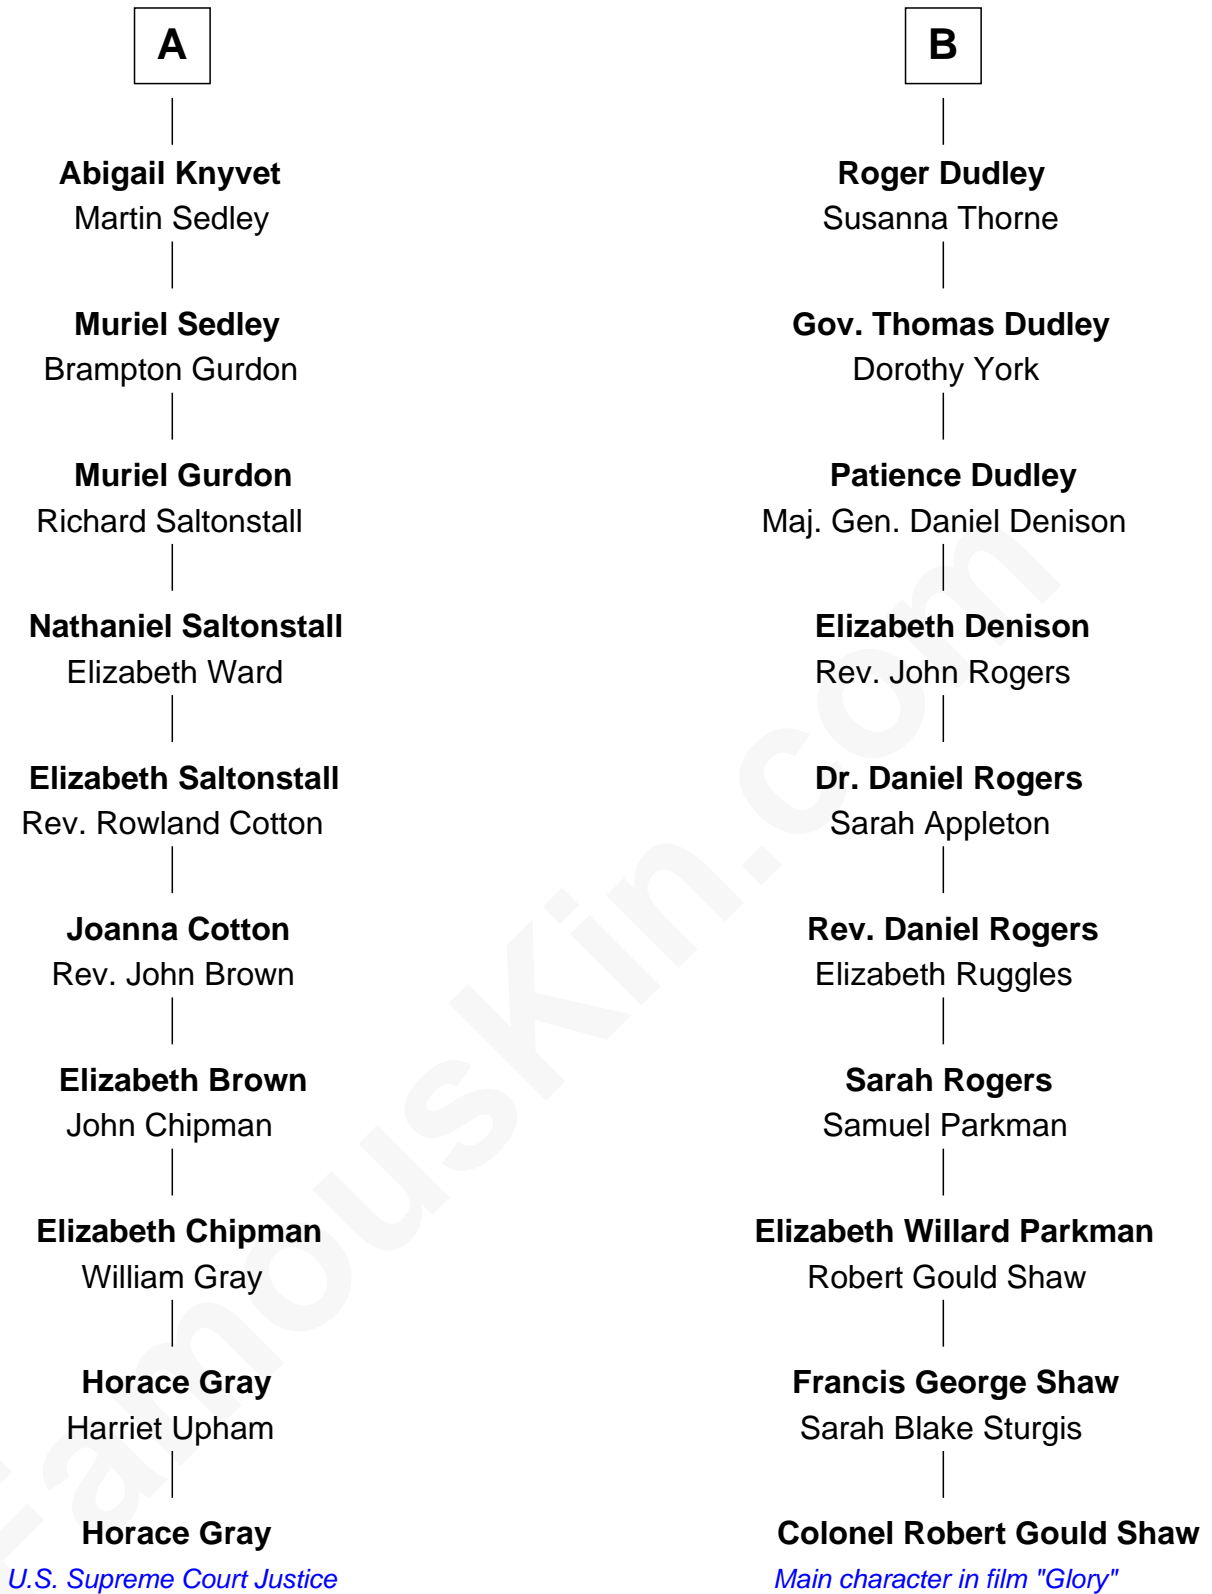 A
Abigail Knyvet
Martin Sedley
Muriel Sedley
Brampton Gurdon
Muriel Gurdon
Richard Saltonstall
Nathaniel Saltonstall
Elizabeth Ward
Elizabeth Saltonstall
Rev. Rowland Cotton
Joanna Cotton
Rev. John Brown
Elizabeth Brown
John Chipman
Elizabeth Chipman
William Gray
Horace Gray
Harriet Upham
Horace Gray
U.S. Supreme Court Justice
B
Roger Dudley
Susanna Thorne
Gov. Thomas Dudley
Dorothy York
Patience Dudley
Maj. Gen. Daniel Denison
Elizabeth Denison
Rev. John Rogers
Dr. Daniel Rogers
Sarah Appleton
Rev. Daniel Rogers
Elizabeth Ruggles
Sarah Rogers
Samuel Parkman
Elizabeth Willard Parkman
Robert Gould Shaw
Francis George Shaw
Sarah Blake Sturgis
Colonel Robert Gould Shaw
Main character in film "Glory"
FamousKin.com